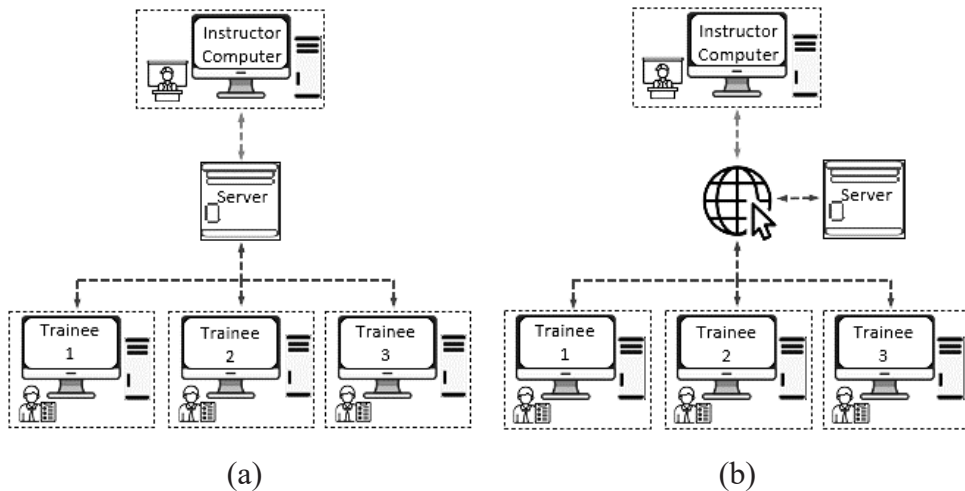 Instructor
Computer
Server
Trainee
1
Trainee
2
Trainee
3
(a)
Instructor
Computer
Server
Trainee
1
Trainee
2
Trainee
3
(b)